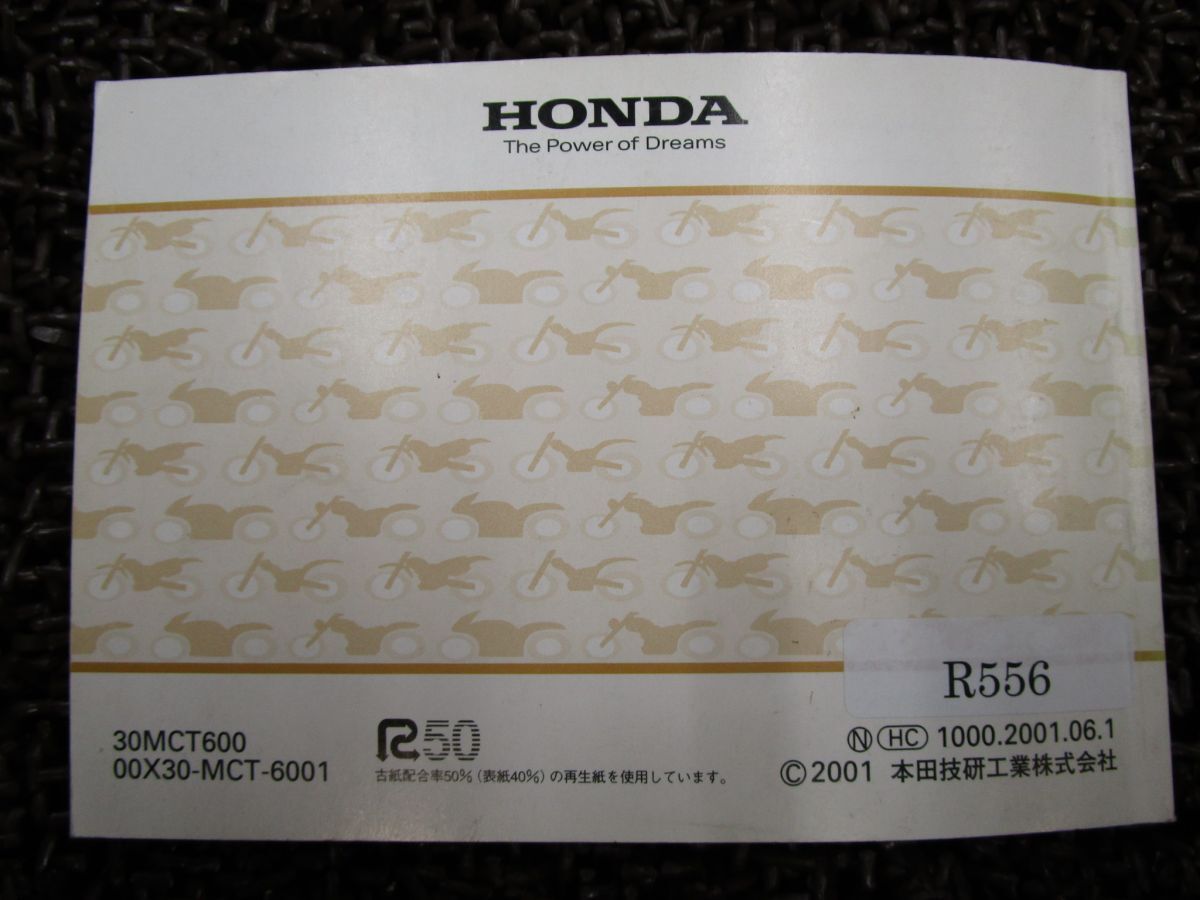 HONDA
The Power of Dreams
R556
30MCT600
00X30-MCT-6001
R50
古紙配合率50%(表紙40%)の再生紙を使用しています。
N HC 1000.2001.06.1
©2001 本田技研工業株式会社